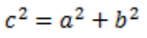 c² = a² + b²